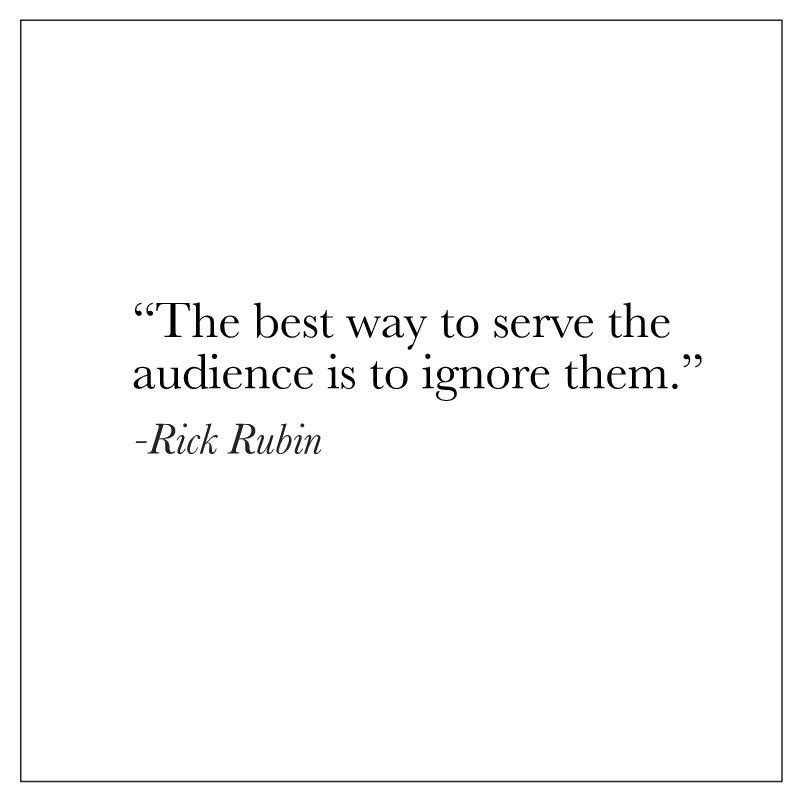 “The best way to serve the
audience is to ignore them.”
-Rick Rubin